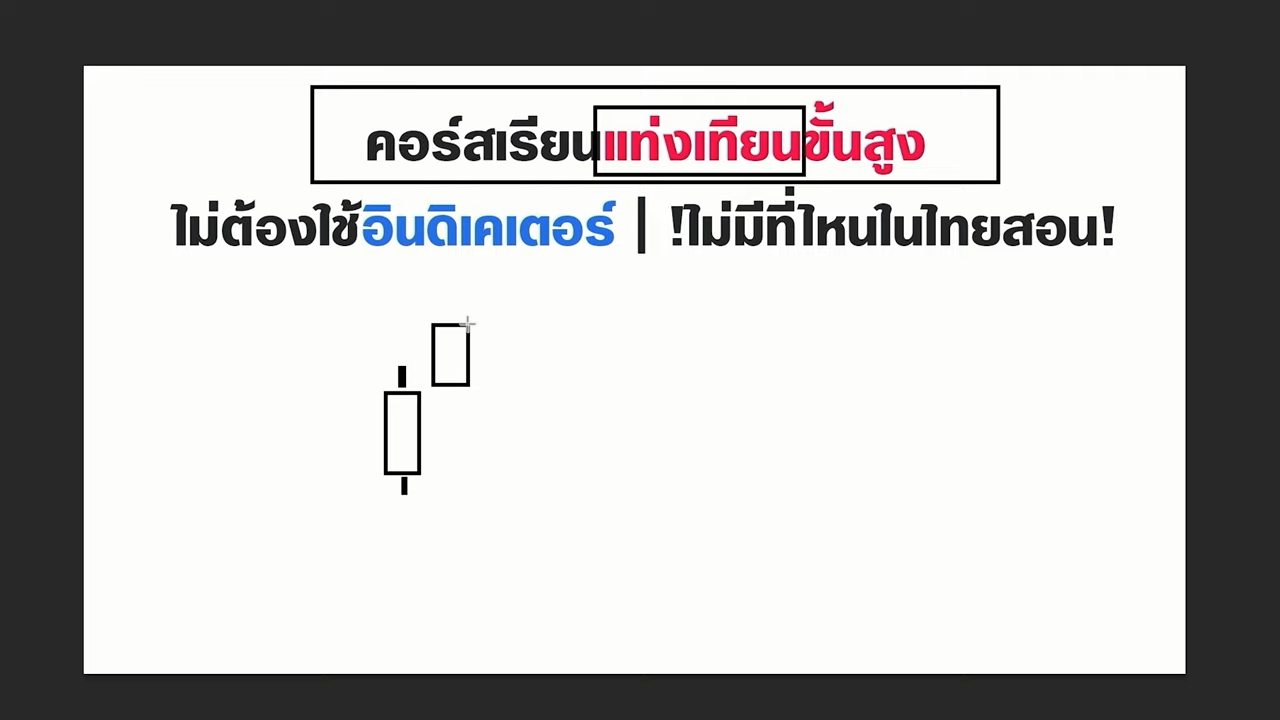 คอร์สเรียนแท่งเทียนขั้นสูง
ไม่ต้องใช้อินดิเคเตอร์ | !ไม่มีที่ไหนในไทยสอน!